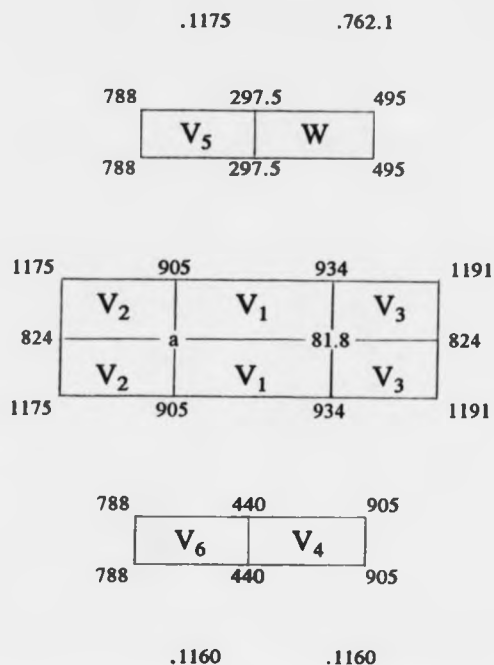 .1175 .762.1
788 297.5 495
V₅ W
788 297.5 495
1175 905 934 1191
V₂ V₁ V₃
824 a 81.8 824
V₂ V₁ V₃
1175 905 934 1191
788 440 905
V₆ V₄
788 440 905
.1160 .1160